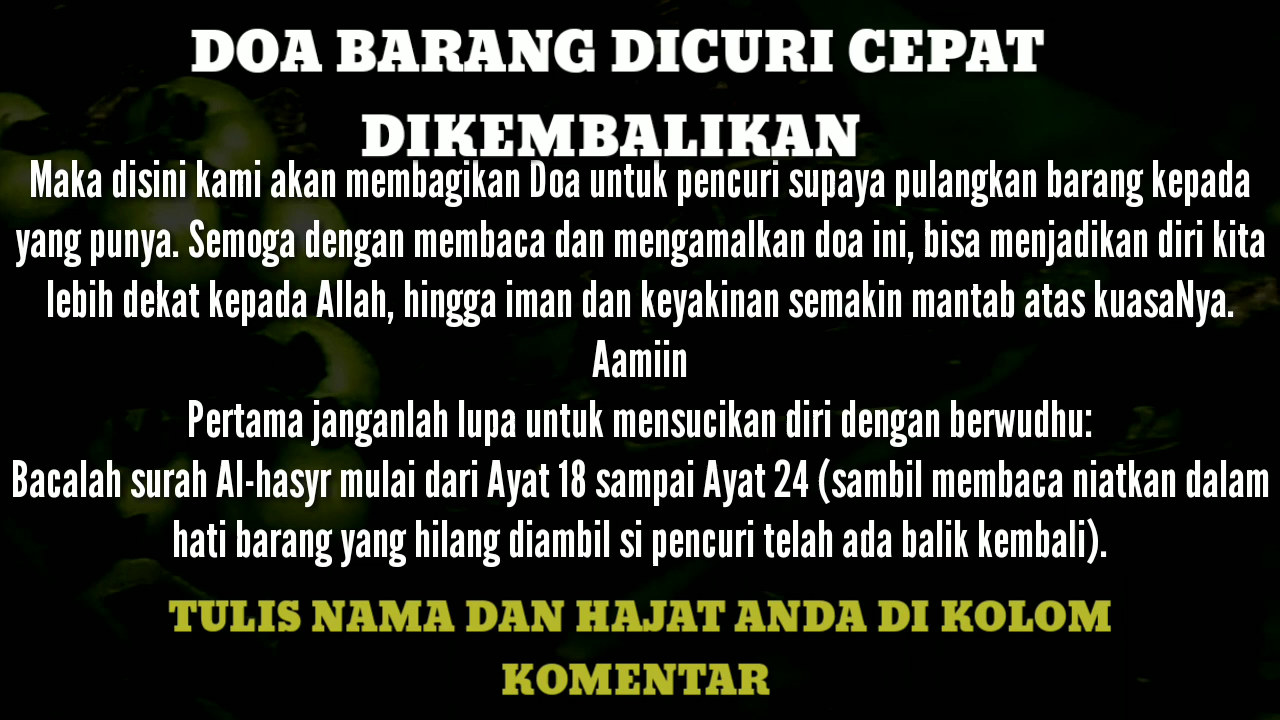 DOA BARANG DICURI CEPAT
DIKEMBALIKAN
Maka disini kami akan membagikan Doa untuk pencuri supaya pulangkan barang kepada
yang punya. Semoga dengan membaca dan mengamalkan doa ini, bisa menjadikan diri kita
lebih dekat kepada Allah, hingga iman dan keyakinan semakin mantab atas kuasaNya.
Aamiin
Pertama janganlah lupa untuk mensucikan diri dengan berwudhu:
Bacalah surah Al-hasyr mulai dari Ayat 18 sampai Ayat 24 (sambil membaca niatkan dalam
hati barang yang hilang diambil si pencuri telah ada balik kembali).
TULIS NAMA DAN HAJAT ANDA DI KOLOM
KOMENTAR